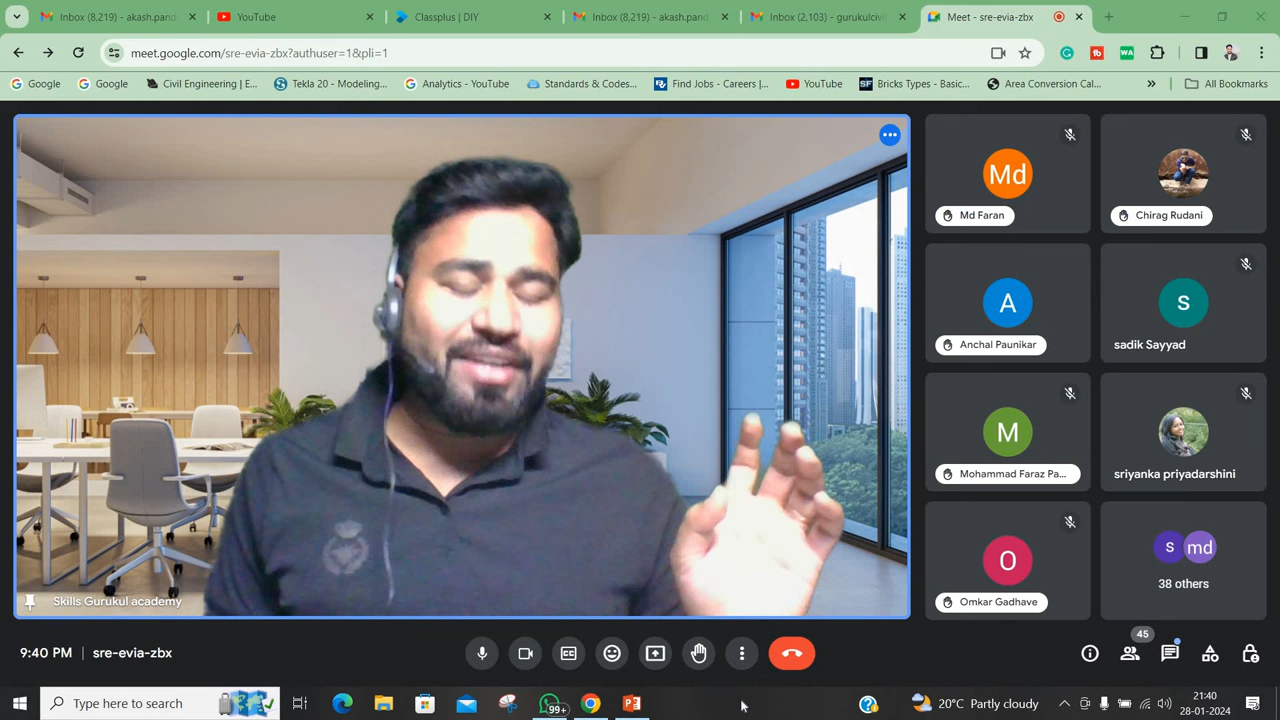 Inbox (8,219) - akash.pand
YouTube
Classplus | DIY
Inbox (8,219) - akash.pand
Inbox (2,103) - gurukulcivil
Meet - sre-evia-zbx
meet.google.com/sre-evia-zbx?authuser=1&pli=1
Google
Google
Civil Engineering | E...
Tekla 20 - Modeling...
Analytics - YouTube
Standards & Codes...
Find Jobs - Careers |...
YouTube
Bricks Types - Basic...
Area Conversion Cal...
»
All Bookmarks
Md
Md Faran
Chirag Rudani
A
Anchal Paunikar
s
sadik Sayyad
M
Mohammad Faraz Pa...
sriyanka priyadarshini
O
Omkar Gadhave
s md
38 others
Skills Gurukul academy
9:40 PM
sre-evia-zbx
45
Type here to search
99+
20°C Partly cloudy
21:40
28-01-2024